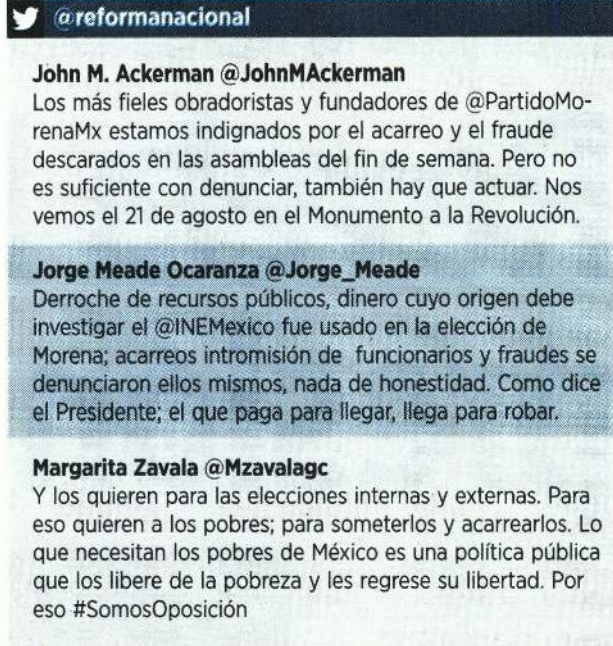 @reformanacional
John M. Ackerman @JohnMAckerman
Los más fieles obradoristas y fundadores de @PartidoMo-
renaMx estamos indignados por el acarreo y el fraude
descarados en las asambleas del fin de semana. Pero no
es suficiente con denunciar, también hay que actuar. Nos
vemos el 21 de agosto en el Monumento a la Revolución.
Jorge Meade Ocaranza @Jorge_Meade
Derroche de recursos públicos, dinero cuyo origen debe
investigar el @INEMexico fue usado en la elección de
Morena; acarreos intromisión de funcionarios y fraudes se
denunciaron ellos mismos, nada de honestidad. Como dice
el Presidente; el que paga para llegar, llega para robar.
Margarita Zavala @Mzavalagc
Y los quieren para las elecciones internas y externas. Para
eso quieren a los pobres; para someterlos y acarrearlos. Lo
que necesitan los pobres de México es una política pública
que los libere de la pobreza y les regrese su libertad. Por
eso #SomosOposición